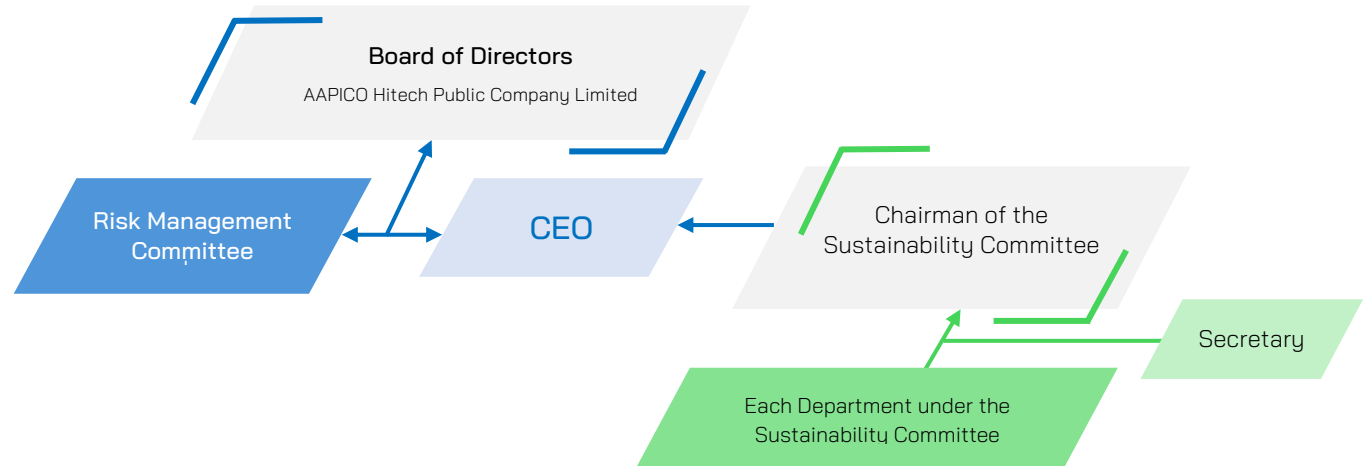 Board of Directors
AAPICO Hitech Public Company Limited
Risk Management
Committee
CEO
Chairman of the
Sustainability Committee
Secretary
Each Department under the
Sustainability Committee